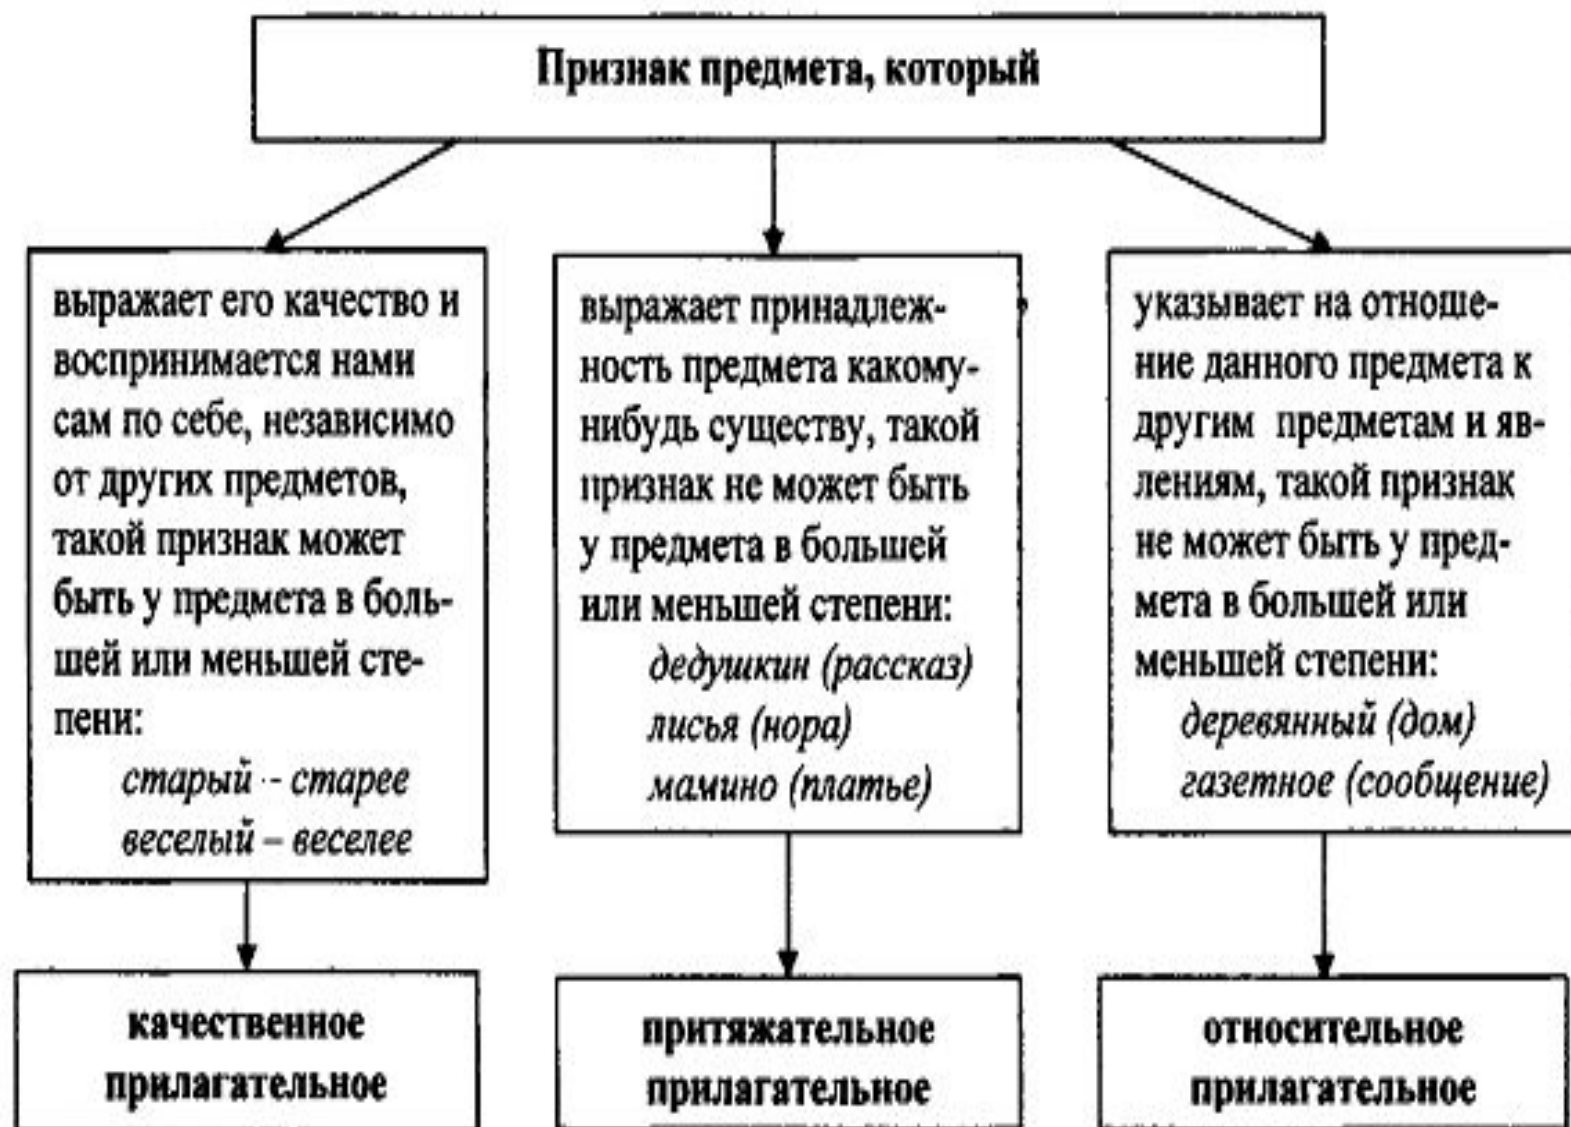 Признак предмета, который
выражает его качество и
воспринимается нами
сам по себе, независимо
от других предметов,
такой признак может
быть у предмета в боль-
шей или меньшей сте-
пени:
старый - старее
веселый – веселее
выражает принадлеж-
ность предмета какому-
нибудь существу, такой
признак не может быть
у предмета в большей
или меньшей степени:
дедушкин (рассказ)
лисья (нора)
мамино (платье)
указывает на отноше-
ние данного предмета к
другим предметам и яв-
лениям, такой признак
не может быть у пред-
мета в большей или
меньшей степени:
деревянный (дом)
газетное (сообщение)
качественное
прилагательное
притяжательное
прилагательное
относительное
прилагательное